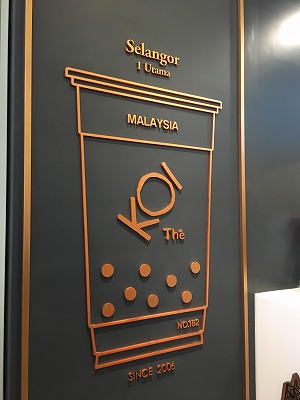 Selangor
1 Utama
MALAYSIA
KOI
Thé
NO.182
SINCE 2006